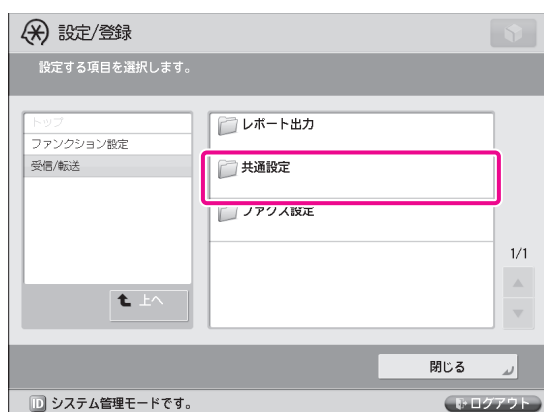 設定/登録
設定する項目を選択します。
トップ
ファンクション設定
受信/転送
レポート出力
共通設定
ファクス設定
1/1
上へ
閉じる
ID システム管理モードです。
ログアウト